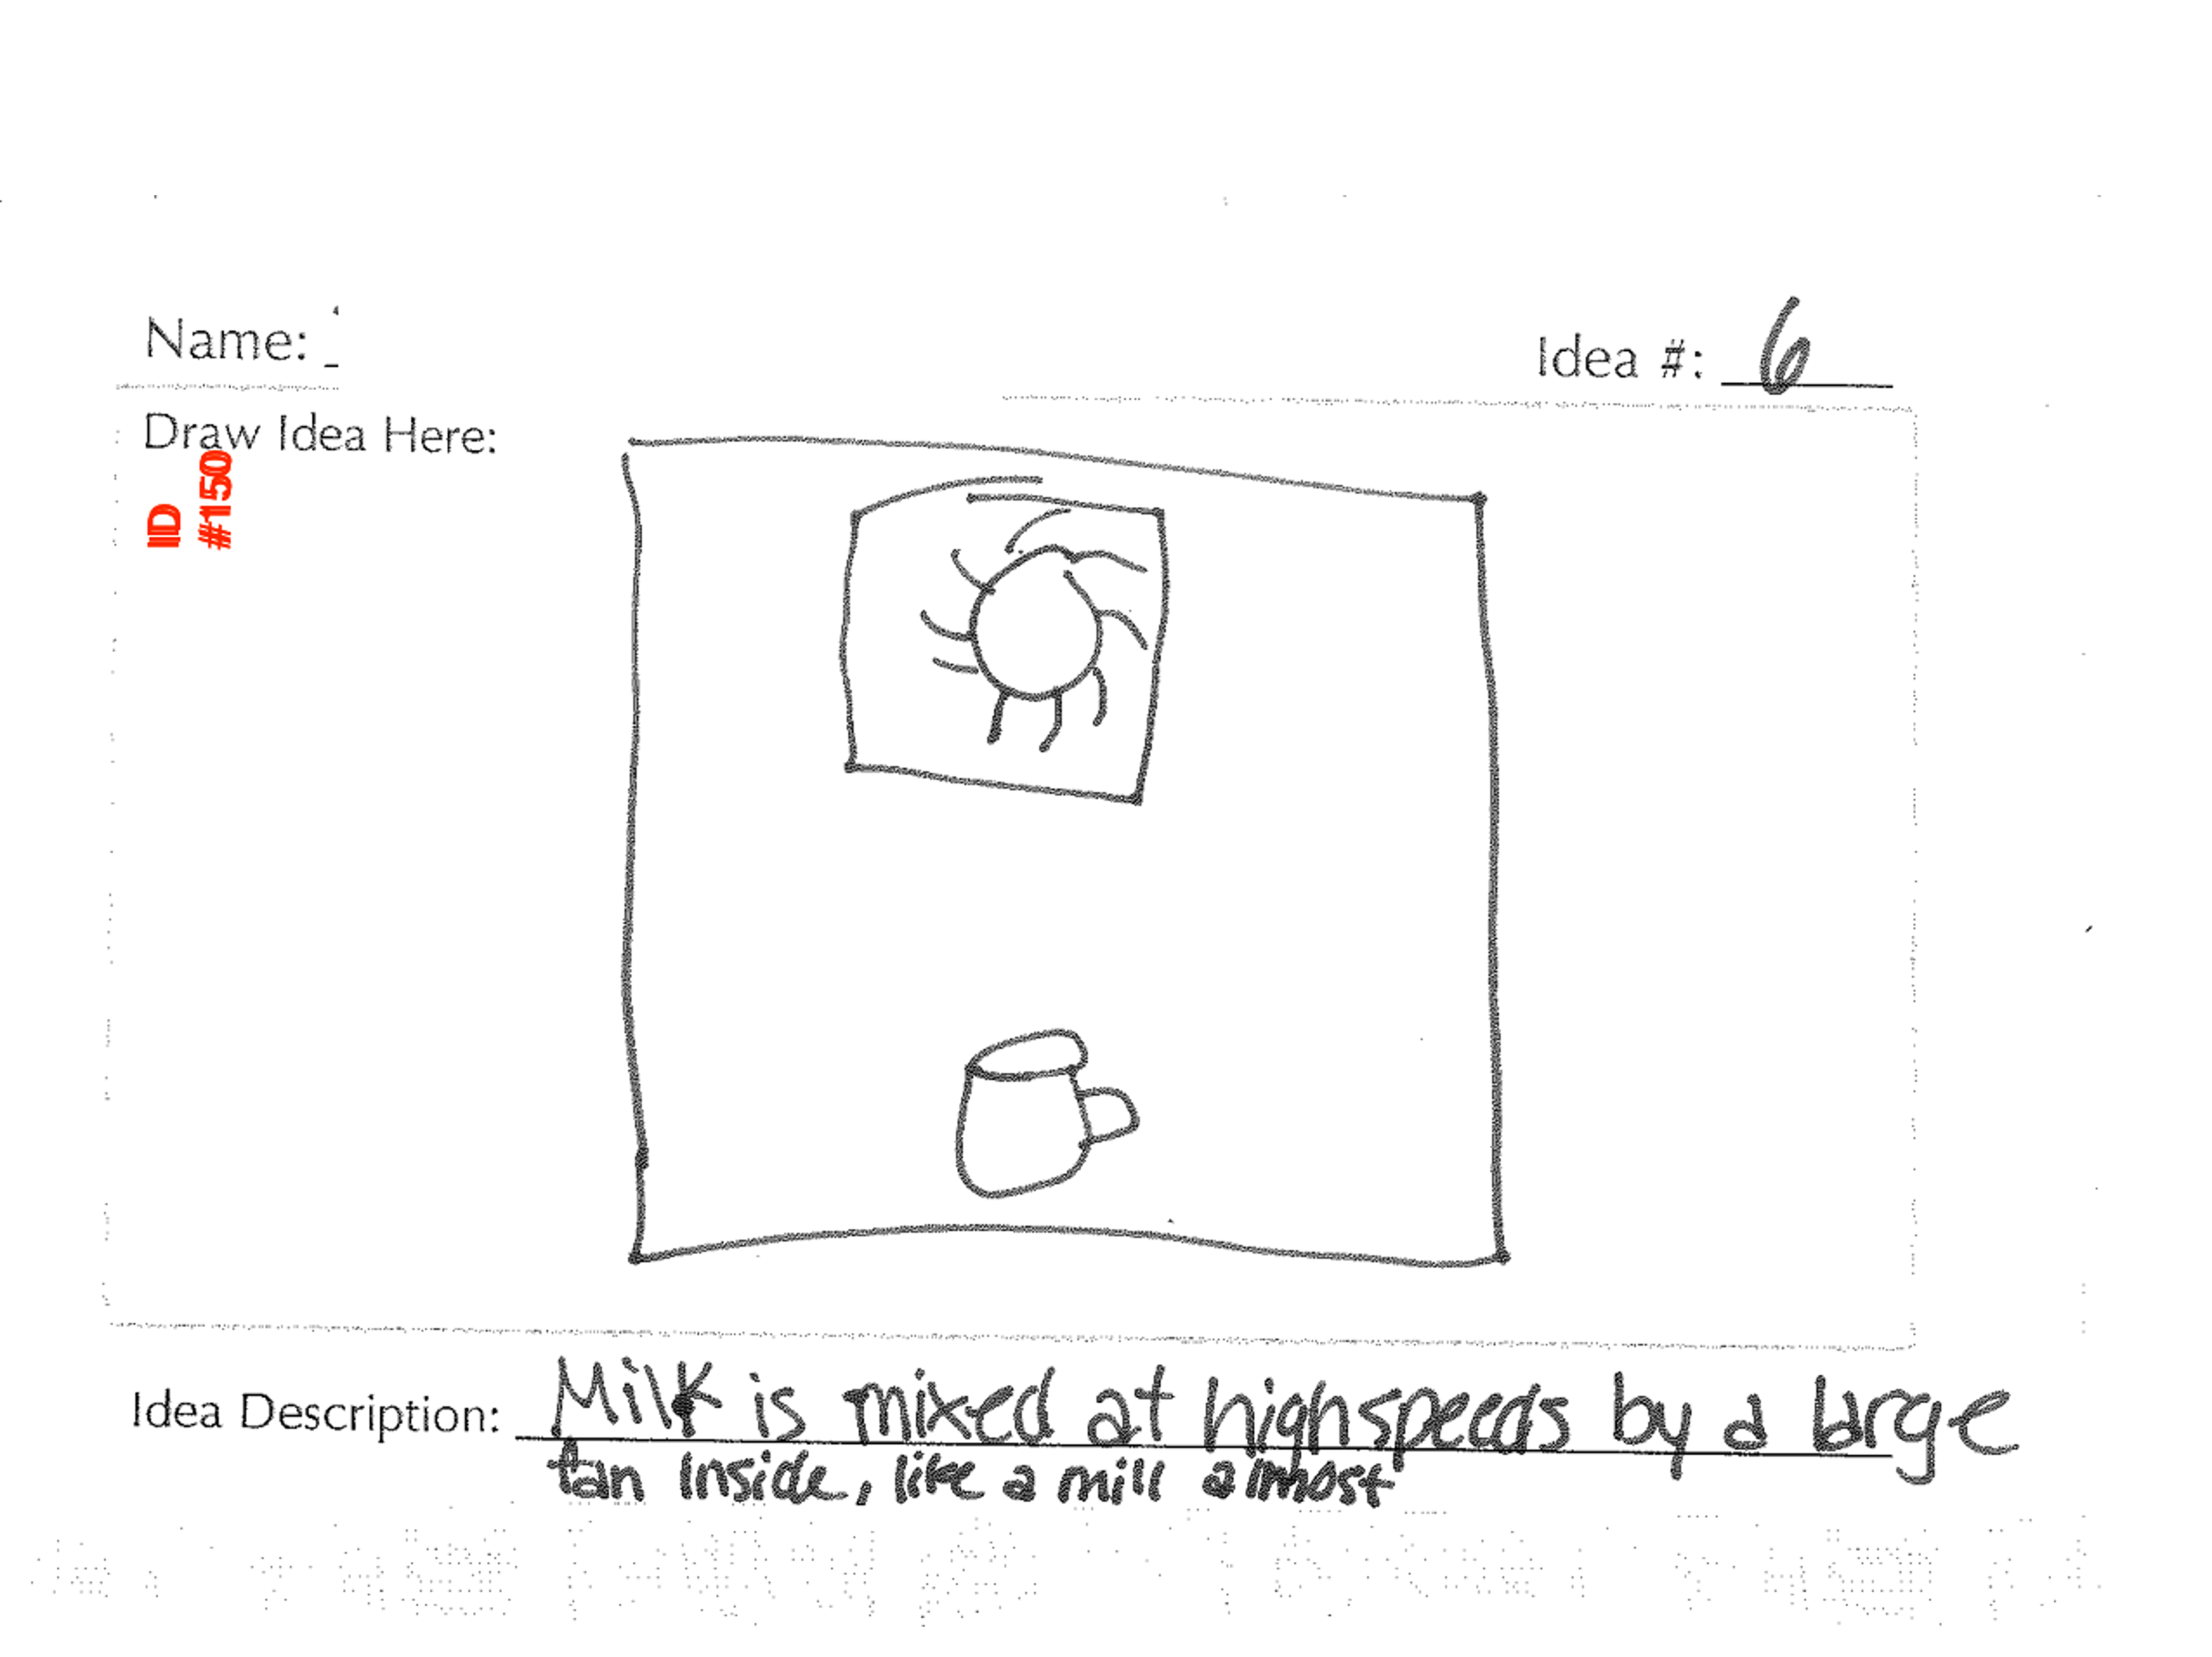 Name:
Idea #: 6
Draw Idea Here:
IID
#150
Idea Description: Milk is mixed at highspeeds by a large
fan inside, like a mill almost